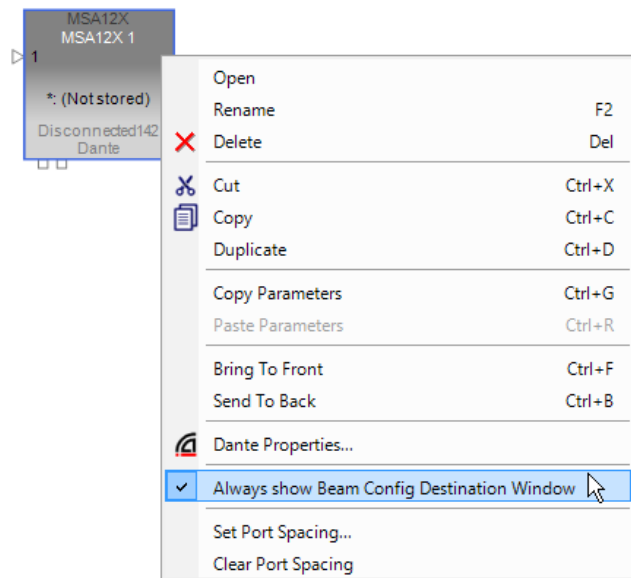 MSA12X
MSA12X 1
1
*: (Not stored)
Disconnected142
Dante
Open
Rename F2
Delete Del
Cut Ctrl+X
Copy Ctrl+C
Duplicate Ctrl+D
Copy Parameters Ctrl+G
Paste Parameters Ctrl+R
Bring To Front Ctrl+F
Send To Back Ctrl+B
Dante Properties...
Always show Beam Config Destination Window
Set Port Spacing...
Clear Port Spacing